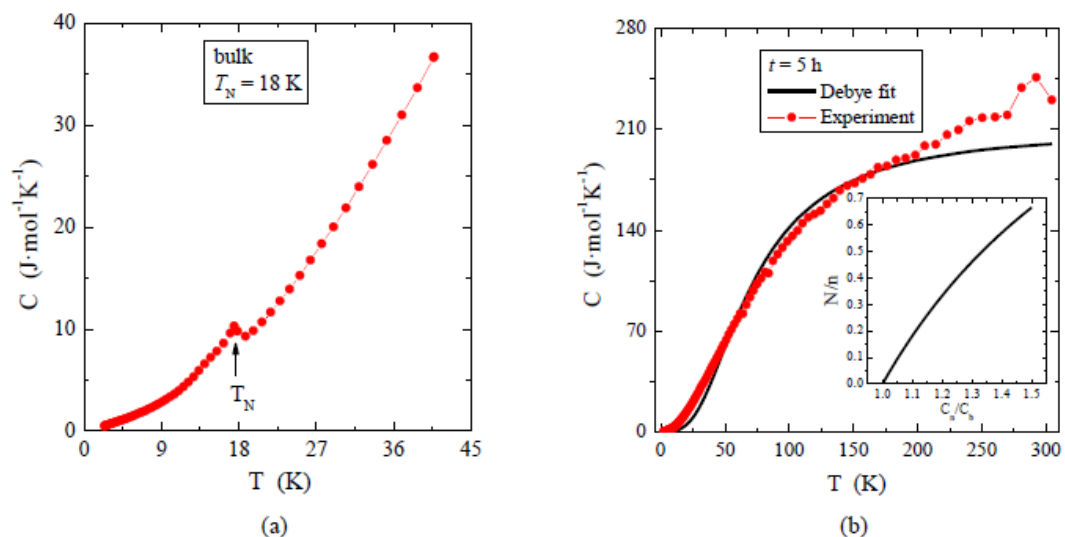 40
30
20
10
0
C (J·mol⁻¹K⁻¹)
bulk
T_N = 18 K
T_N
0 9 18 27 36 45
T (K)
(a)
280
210
140
70
0
C (J·mol⁻¹K⁻¹)
t = 5 h
Debye fit
Experiment
0.7
0.6
0.5
0.4
0.3
0.2
0.1
0.0
N/n
1.0 1.1 1.2 1.3 1.4 1.5
0 50 100 150 200 250 300
T (K)
(b)